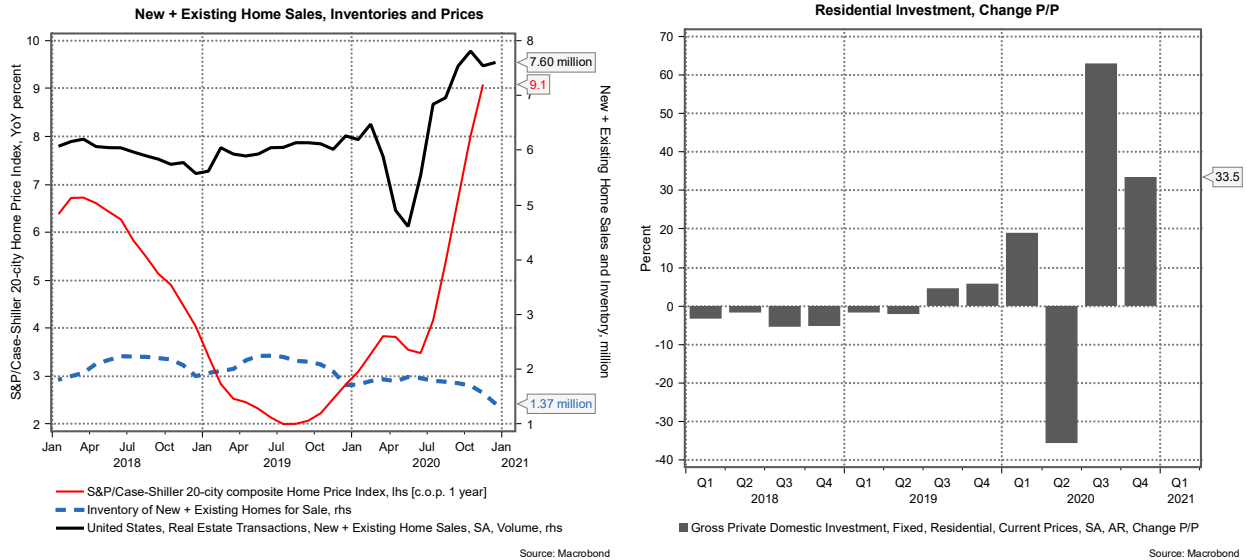 New + Existing Home Sales, Inventories and Prices
S&P/Case-Shiller 20-city Home Price Index, YoY percent
10
9
8
7
6
5
4
3
2
8
7
6
5
4
3
2
1
New + Existing Home Sales and Inventory, million
7.60 million
9.1
1.37 million
Jan Apr Jul Oct Jan Apr Jul Oct Jan Apr Jul Oct Jan
2018 2019 2020 2021
S&P/Case-Shiller 20-city composite Home Price Index, lhs [c.o.p. 1 year]
Inventory of New + Existing Homes for Sale, rhs
United States, Real Estate Transactions, New + Existing Home Sales, SA, Volume, rhs
Source: Macrobond
Residential Investment, Change P/P
Percent
70
60
50
40
30
20
10
0
-10
-20
-30
-40
33.5
Q1 Q2 Q3 Q4 Q1 Q2 Q3 Q4 Q1 Q2 Q3 Q4 Q1
2018 2019 2020 2021
Gross Private Domestic Investment, Fixed, Residential, Current Prices, SA, AR, Change P/P
Source: Macrobond